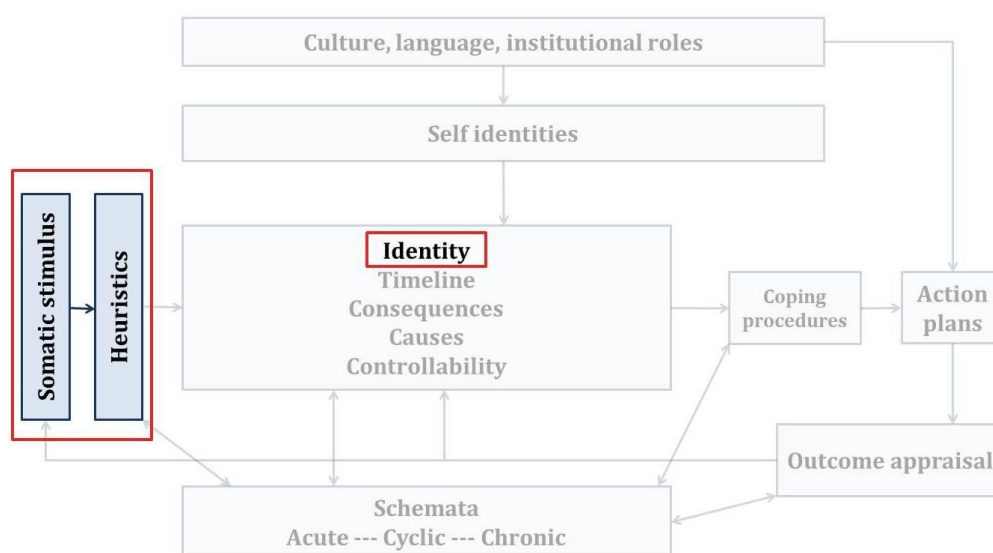 Culture, language, institutional roles
Self identities
Somatic stimulus
Heuristics
Identity
Timeline
Consequences
Causes
Controllability
Coping
procedures
Action
plans
Outcome appraisal
Schemata
Acute --- Cyclic --- Chronic